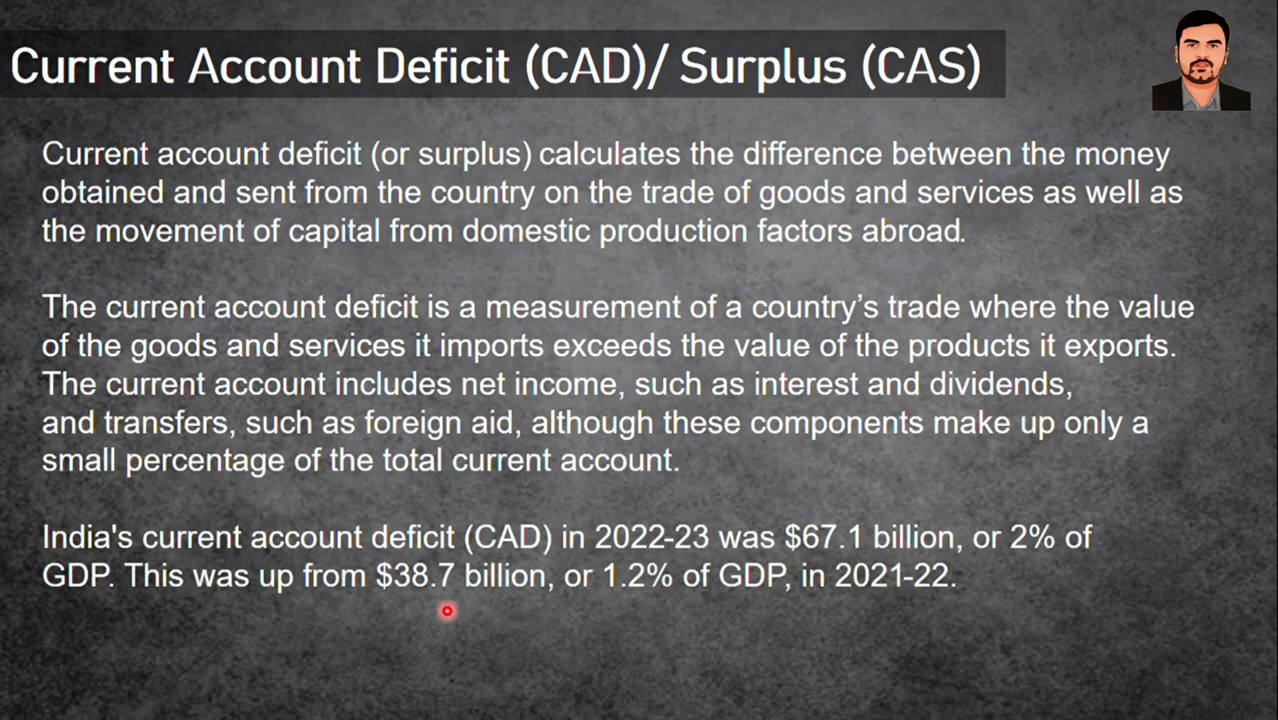 Current Account Deficit (CAD)/ Surplus (CAS)
Current account deficit (or surplus) calculates the difference between the money
obtained and sent from the country on the trade of goods and services as well as
the movement of capital from domestic production factors abroad.
The current account deficit is a measurement of a country’s trade where the value
of the goods and services it imports exceeds the value of the products it exports.
The current account includes net income, such as interest and dividends,
and transfers, such as foreign aid, although these components make up only a
small percentage of the total current account.
India's current account deficit (CAD) in 2022-23 was $67.1 billion, or 2% of
GDP. This was up from $38.7 billion, or 1.2% of GDP, in 2021-22.